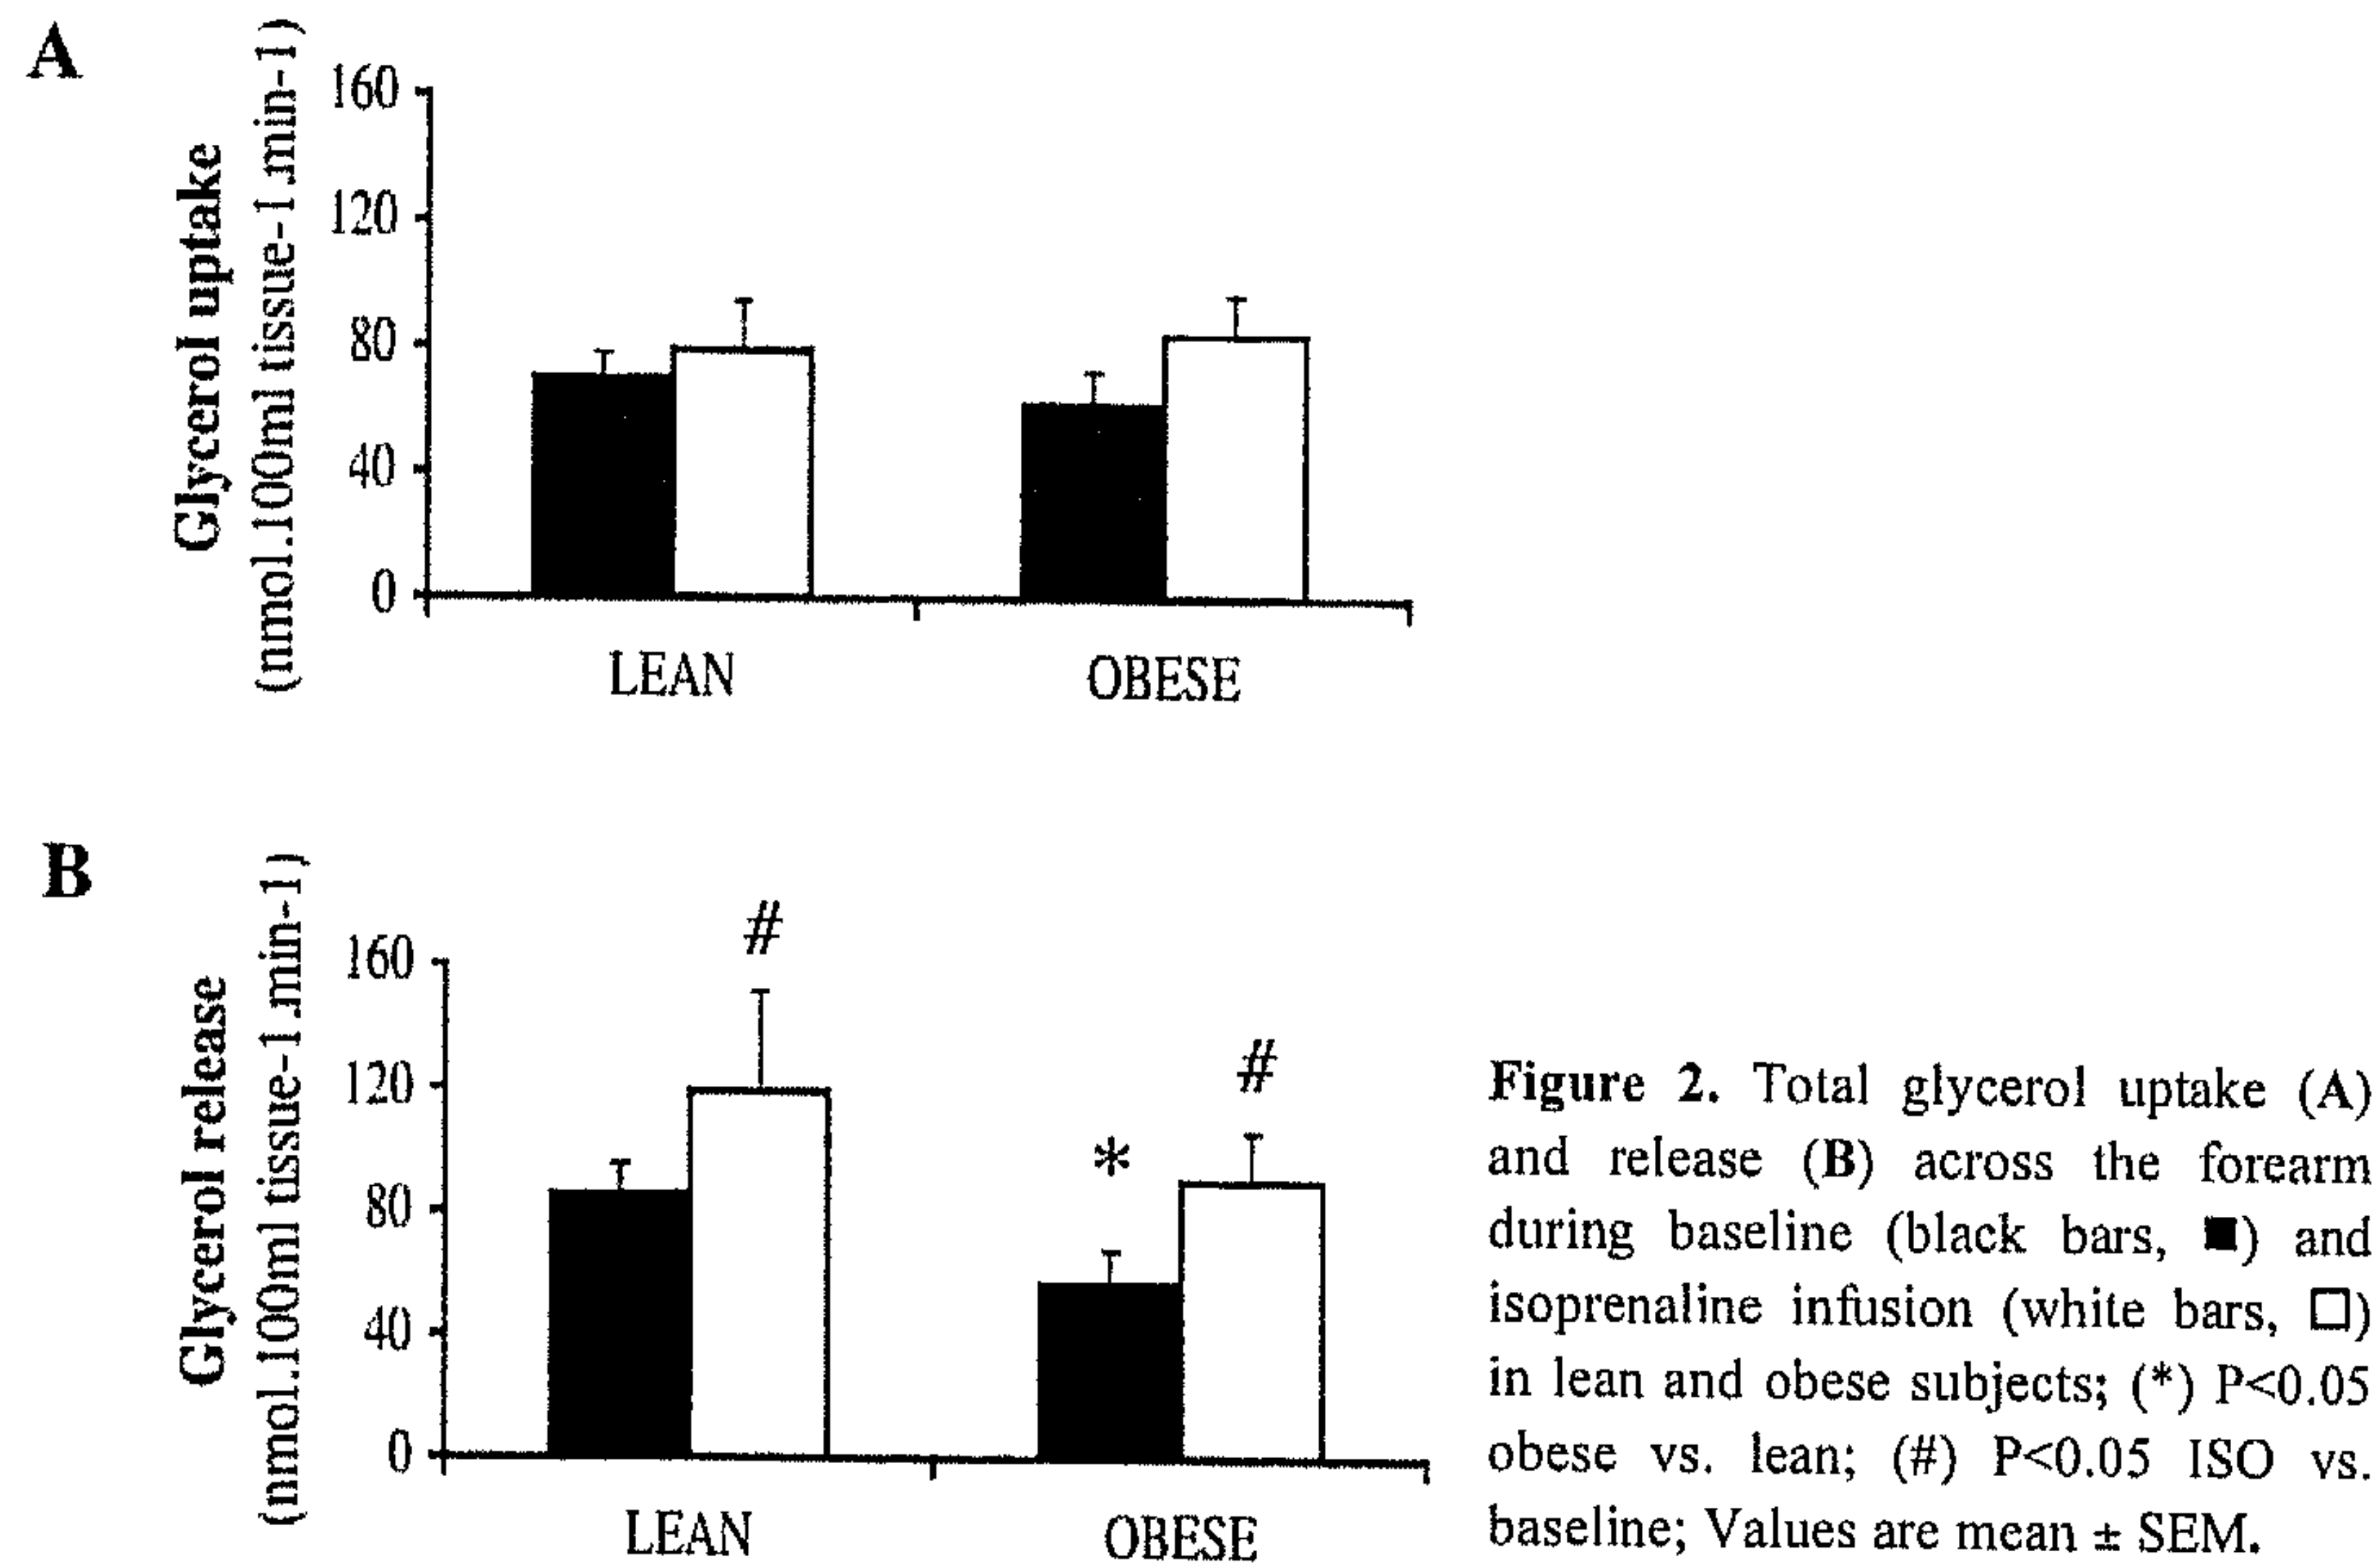 A
Glycerol uptake
(nmol.100ml tissue-1.min-1)
160
120
80
40
0
LEAN OBESE
B
Glycerol release
(nmol.100ml tissue-1.min-1)
160
120
80
40
0
#
*
#
LEAN OBESE
Figure 2. Total glycerol uptake (A)
and release (B) across the forearm
during baseline (black bars, ■) and
isoprenaline infusion (white bars, □)
in lean and obese subjects; (*) P<0.05
obese vs. lean; (#) P<0.05 ISO vs.
baseline; Values are mean ± SEM.